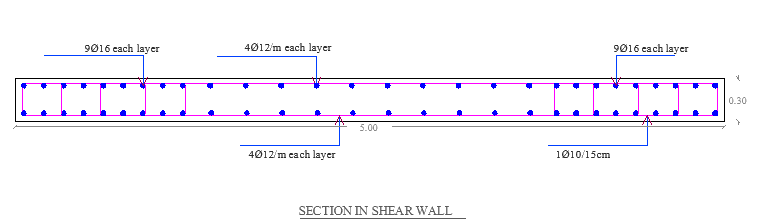 9Ø16 each layer
4Ø12/m each layer
9Ø16 each layer
0.30
5.00
4Ø12/m each layer
1Ø10/15cm
SECTION IN SHEAR WALL